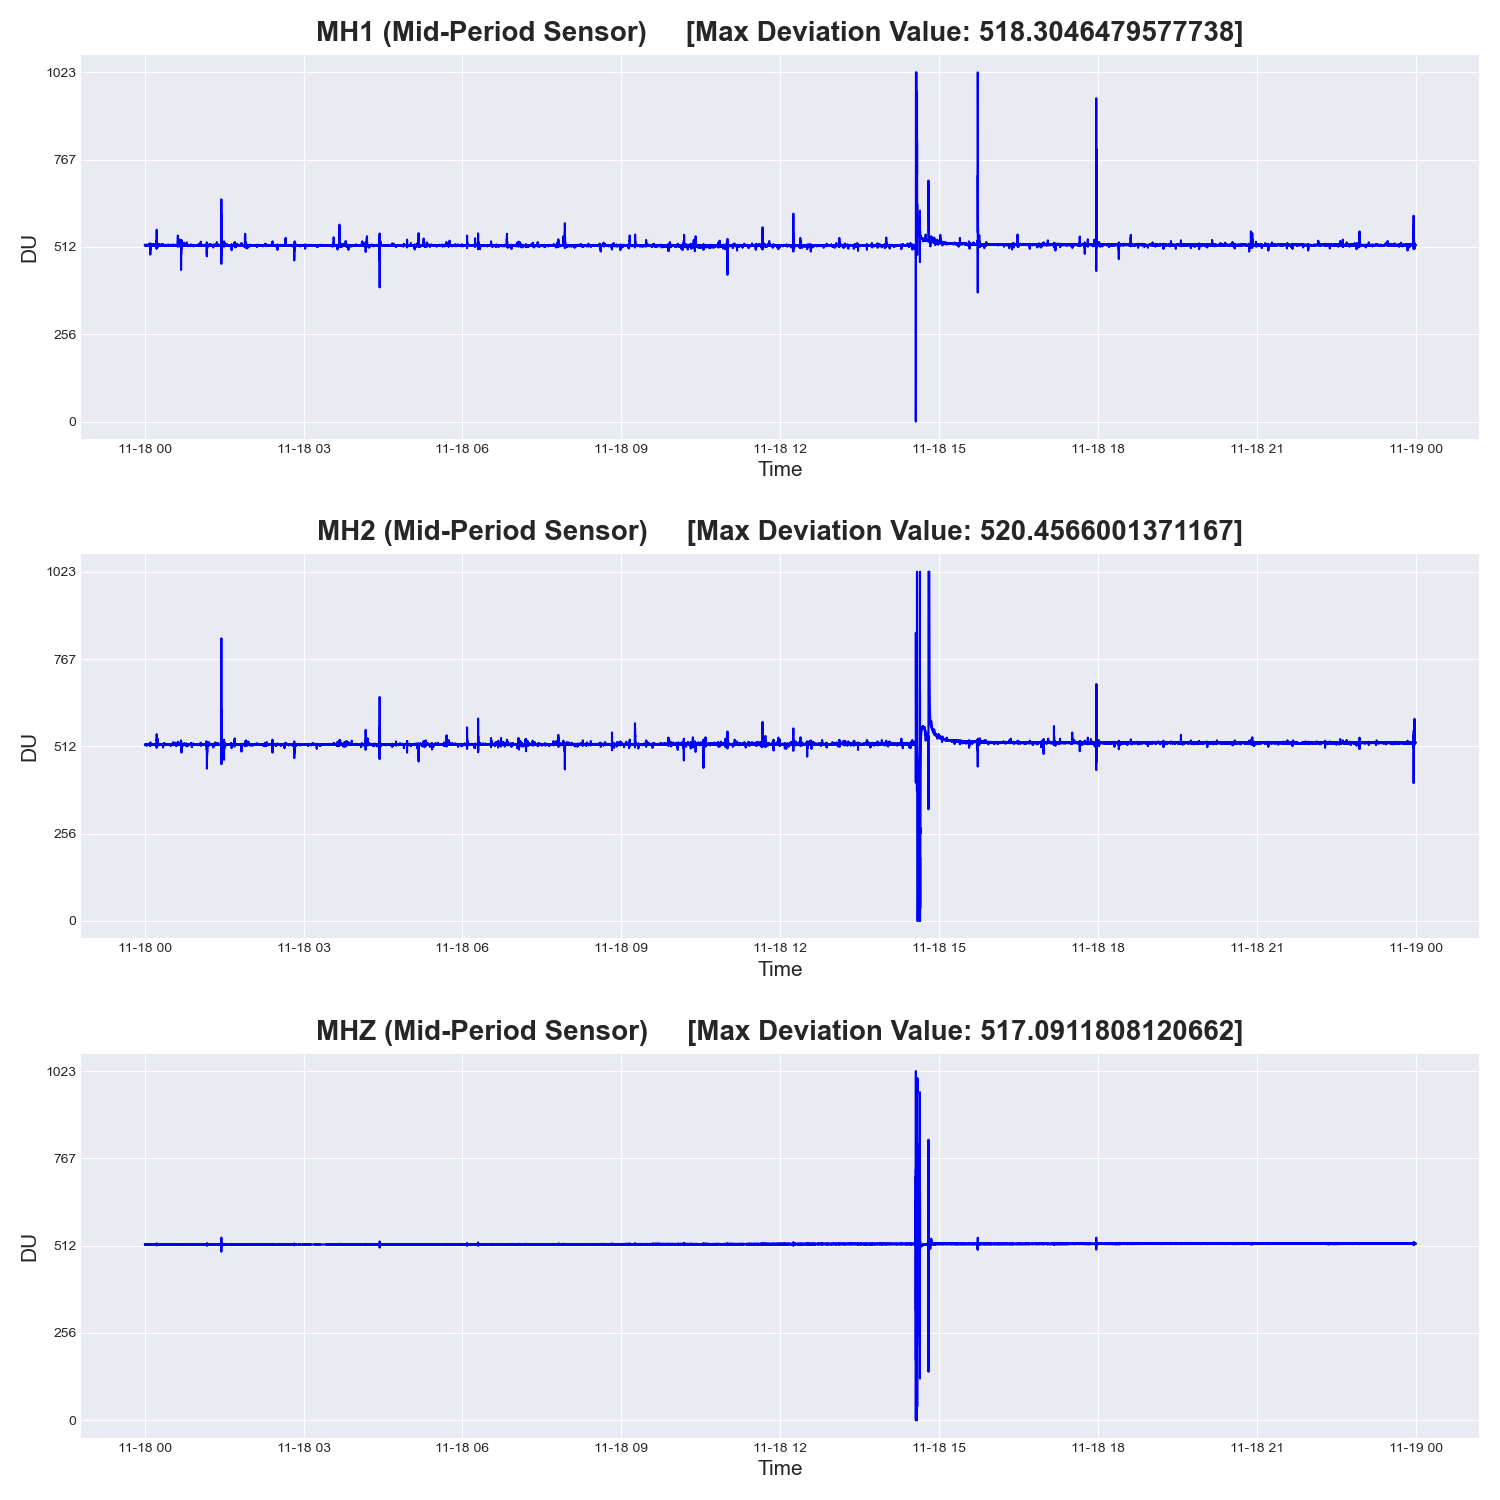 MH1 (Mid-Period Sensor) [Max Deviation Value: 518.3046479577738]
1023
767
512
256
0
DU
11-18 00 11-18 03 11-18 06 11-18 09 11-18 12 11-18 15 11-18 18 11-18 21 11-19 00
Time
MH2 (Mid-Period Sensor) [Max Deviation Value: 520.4566001371167]
1023
767
512
256
0
DU
11-18 00 11-18 03 11-18 06 11-18 09 11-18 12 11-18 15 11-18 18 11-18 21 11-19 00
Time
MHZ (Mid-Period Sensor) [Max Deviation Value: 517.0911808120662]
1023
767
512
256
0
DU
11-18 00 11-18 03 11-18 06 11-18 09 11-18 12 11-18 15 11-18 18 11-18 21 11-19 00
Time